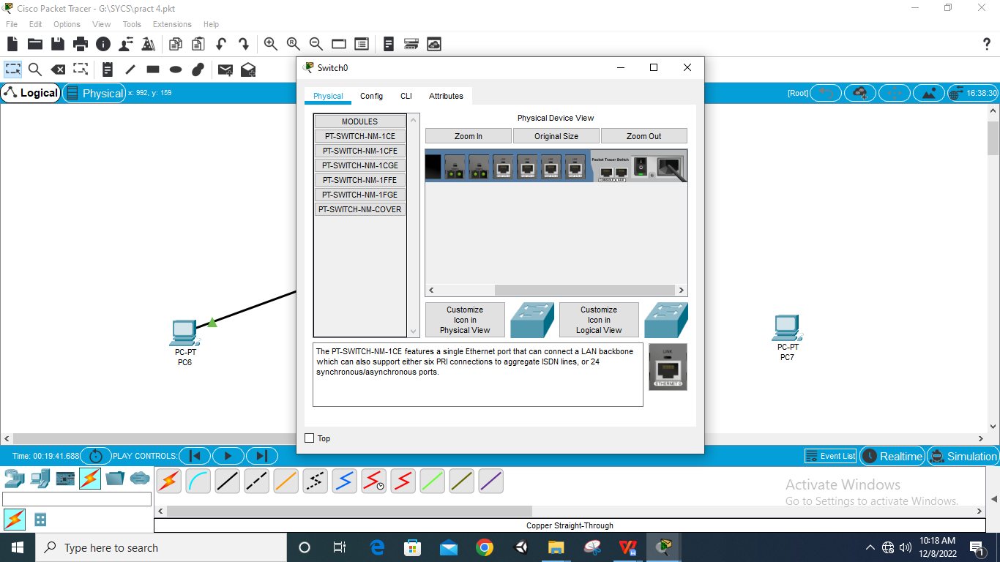 Cisco Packet Tracer - G:\SYCS\pract 4.pkt
File Edit Options View Tools Extensions Help
Logical
Physical
x: 992, y: 159
[Root]
16:38:30
Switch0
Physical Config CLI Attributes
MODULES
PT-SWITCH-NM-1CE
PT-SWITCH-NM-1CFE
PT-SWITCH-NM-1CGE
PT-SWITCH-NM-1FFE
PT-SWITCH-NM-1FGE
PT-SWITCH-NM-COVER
Physical Device View
Zoom In Original Size Zoom Out
Packet Tracer Switch
CONSOLE AUX
Customize
Icon in
Physical View
Customize
Icon in
Logical View
The PT-SWITCH-NM-1CE features a single Ethernet port that can connect a LAN backbone
which can also support either six PRI connections to aggregate ISDN lines, or 24
synchronous/asynchronous ports.
LINK
ETHERNET 0
Top
PC-PT
PC6
PC-PT
PC7
Time: 00:19:41.688
PLAY CONTROLS:
Event List
Realtime
Simulation
Activate Windows
Go to Settings to activate Windows.
Copper Straight-Through
Type here to search
10:18 AM
12/8/2022
1